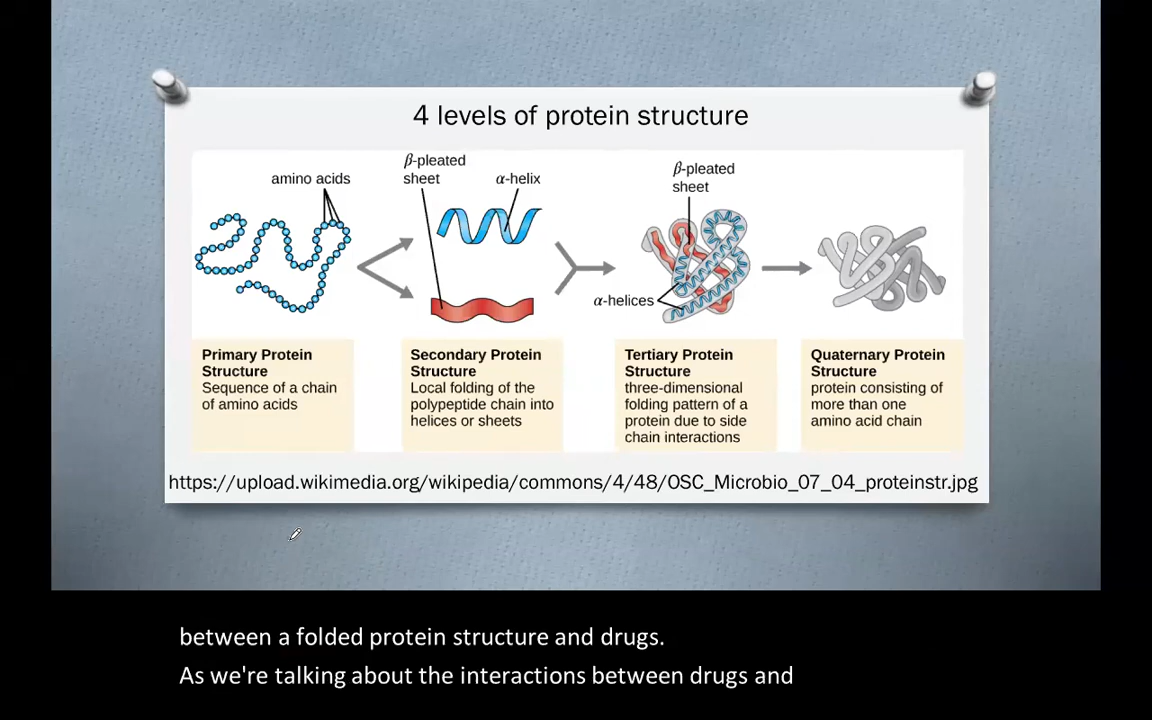 4 levels of protein structure
β-pleated
sheet
α-helix
amino acids
β-pleated
sheet
α-helices
Primary Protein
Structure
Sequence of a chain
of amino acids
Secondary Protein
Structure
Local folding of the
polypeptide chain into
helices or sheets
Tertiary Protein
Structure
three-dimensional
folding pattern of a
protein due to side
chain interactions
Quaternary Protein
Structure
protein consisting of
more than one
amino acid chain
https://upload.wikimedia.org/wikipedia/commons/4/48/OSC_Microbio_07_04_proteinstr.jpg
between a folded protein structure and drugs.
As we're talking about the interactions between drugs and